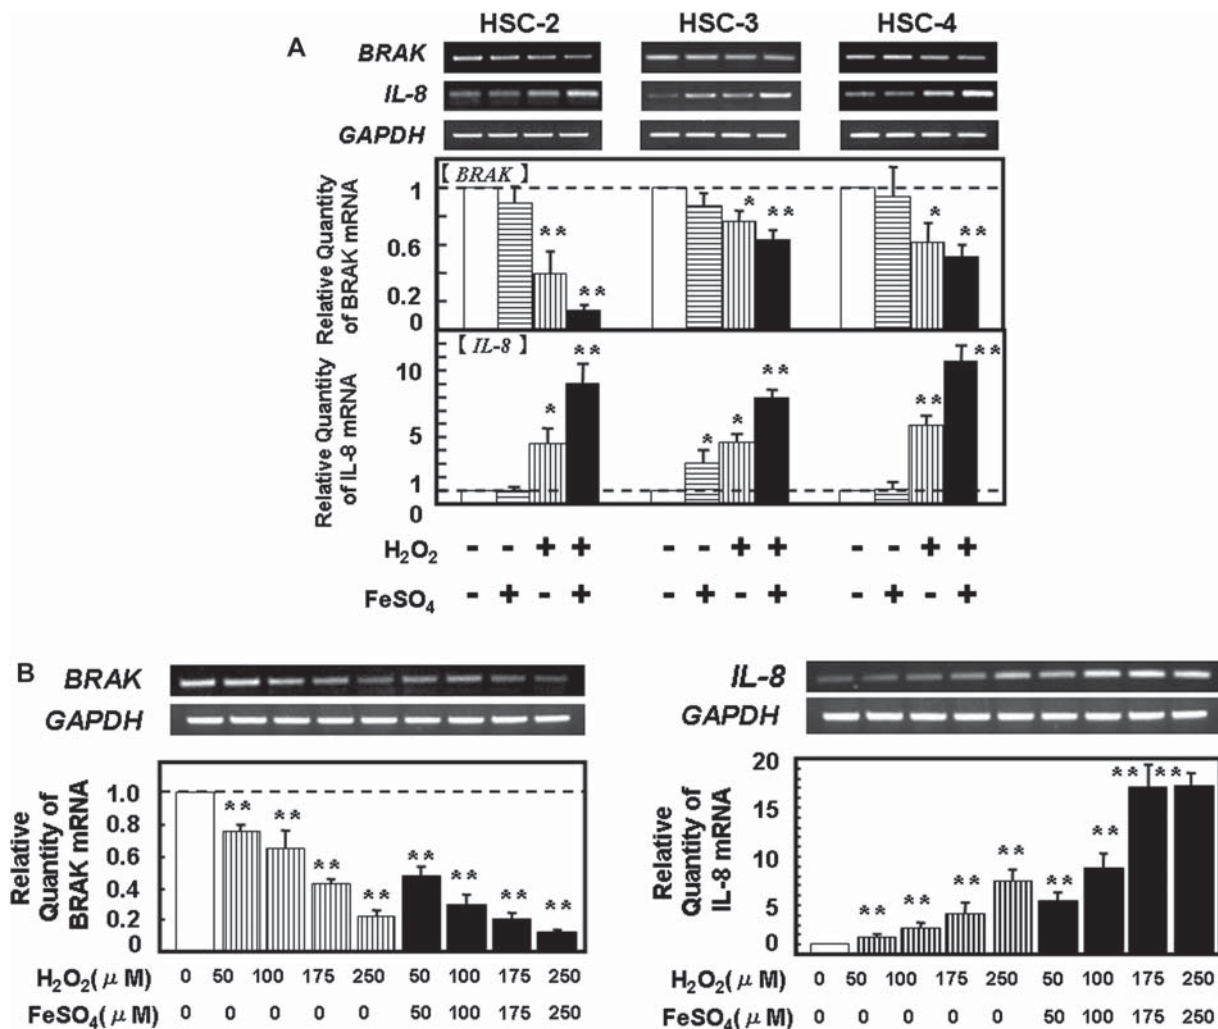 A
HSC-2 HSC-3 HSC-4
BRAK
IL-8
GAPDH
Relative Quantity
of BRAK mRNA
1
0.6
0.2
0
【 BRAK 】
** ** * ** * **
Relative Quantity
of IL-8 mRNA
10
5
1
0
【 IL-8 】
* ** * * ** ** **
H2O2 - - + + - - + + - - + +
FeSO4 - + - + - + - + - + - +
B
BRAK
GAPDH
Relative
Quantity of
BRAK mRNA
1.0
0.8
0.6
0.4
0.2
0
** ** ** ** ** ** ** **
H2O2(μM) 0 50 100 175 250 50 100 175 250
FeSO4(μM) 0 0 0 0 0 50 100 175 250
IL-8
GAPDH
Relative
Quantity of
IL-8 mRNA
20
15
10
5
0
** ** ** ** ** ** ** **
H2O2(μM) 0 50 100 175 250 50 100 175 250
FeSO4(μM) 0 0 0 0 0 50 100 175 250